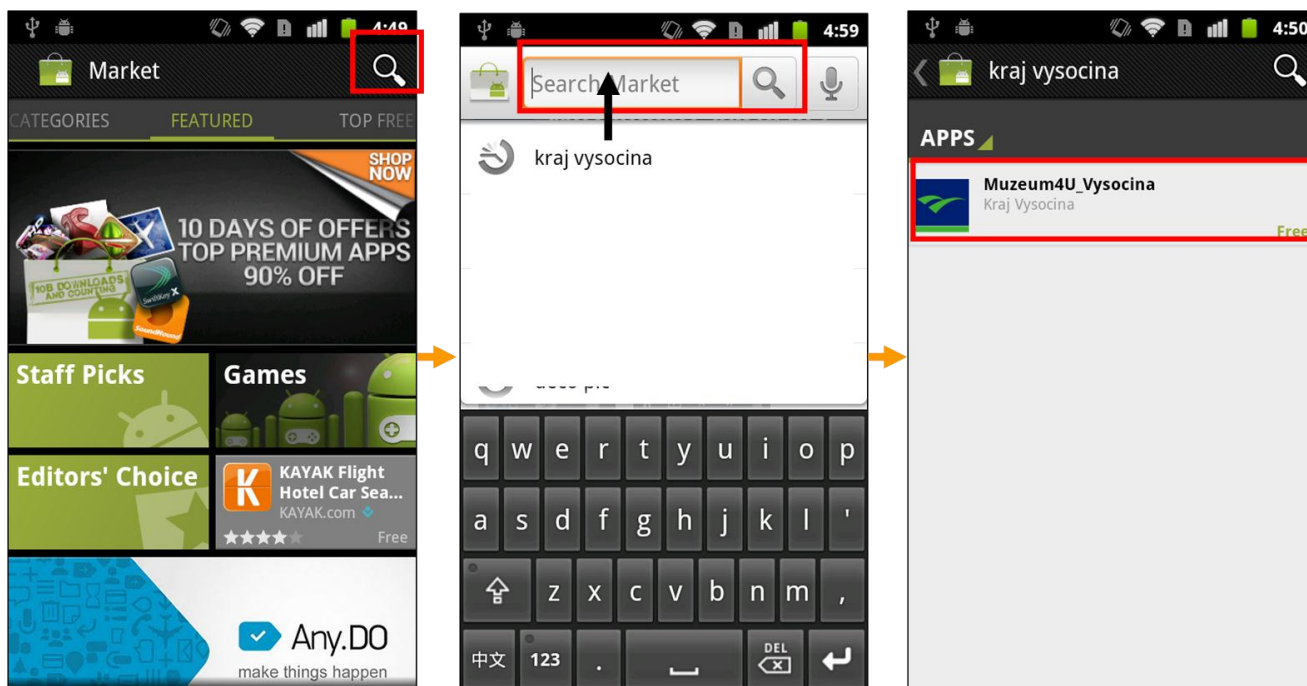 4:49
Market
CATEGORIES FEATURED TOP FREE
SHOP
NOW
10 DAYS OF OFFERS
TOP PREMIUM APPS
90% OFF
10B DOWNLOADS
AND COUNTING
SwiftKey X
SoundHound
Staff Picks
Games
Editors' Choice
KAYAK Flight
Hotel Car Sea...
KAYAK.com
Free
Any.DO
make things happen
4:59
Search Market
kraj vysocina
q w e r t y u i o p
a s d f g h j k l '
z x c v b n m ,
中文 123 . DEL
4:50
kraj vysocina
APPS
Muzeum4U_Vysocina
Kraj Vysocina
Free